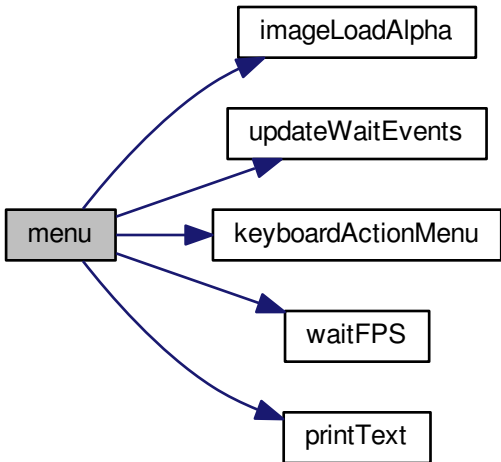 imageLoadAlpha
updateWaitEvents
menu
keyboardActionMenu
waitFPS
printText